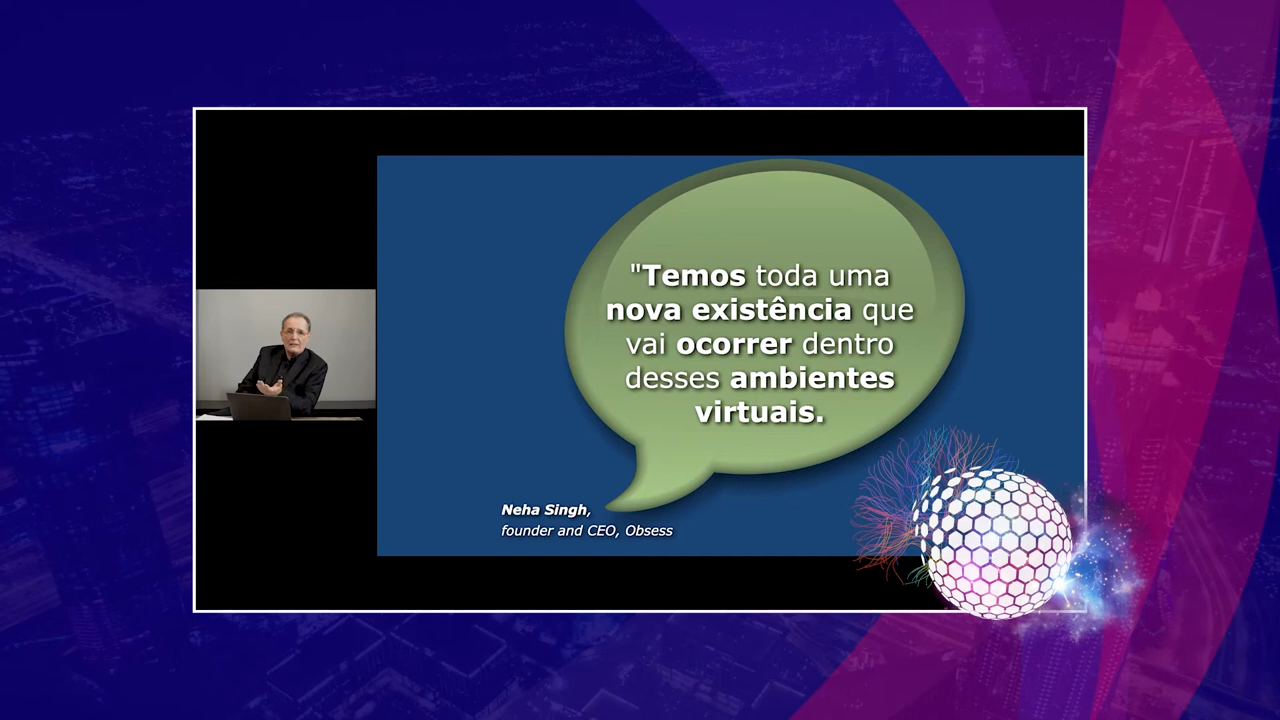 "Temos toda uma
nova existência que
vai ocorrer dentro
desses ambientes
virtuais.
Neha Singh,
founder and CEO, Obsess